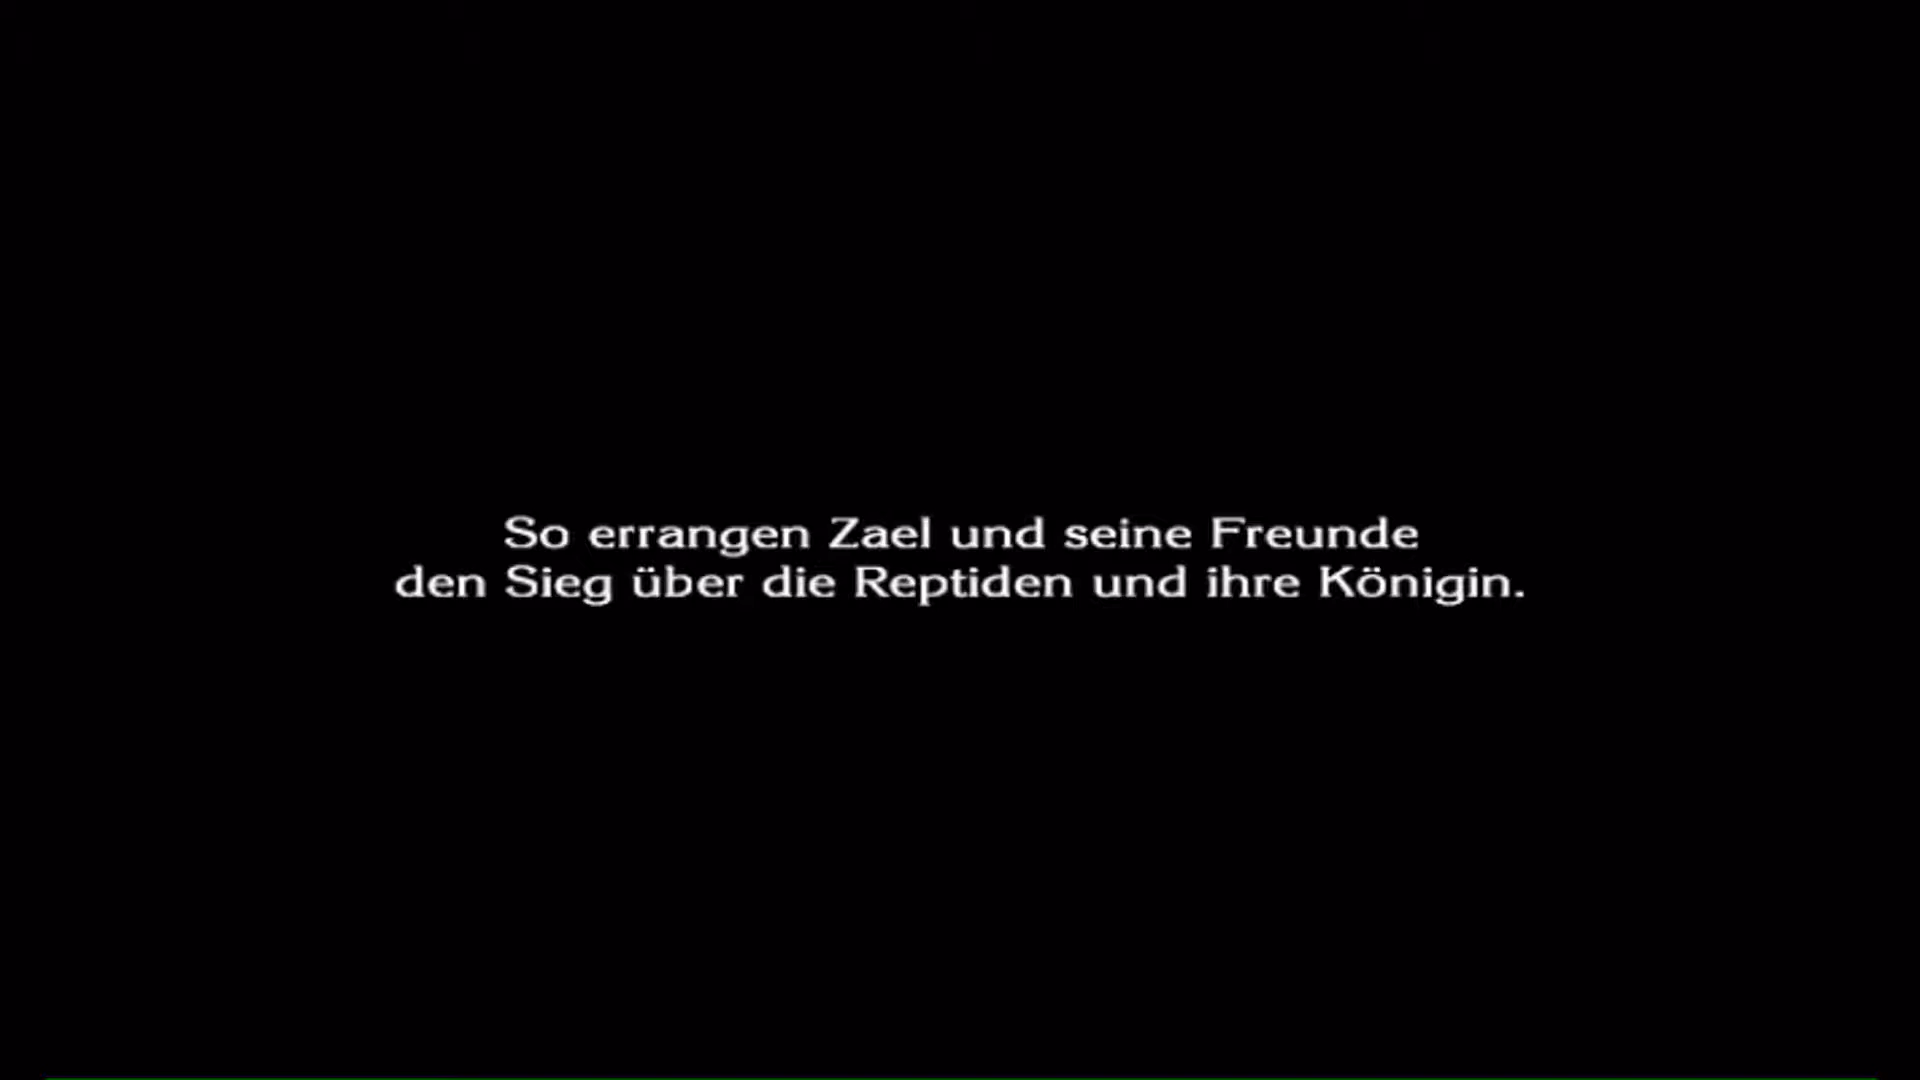 So errangen Zael und seine Freunde
den Sieg über die Reptiden und ihre Königin.